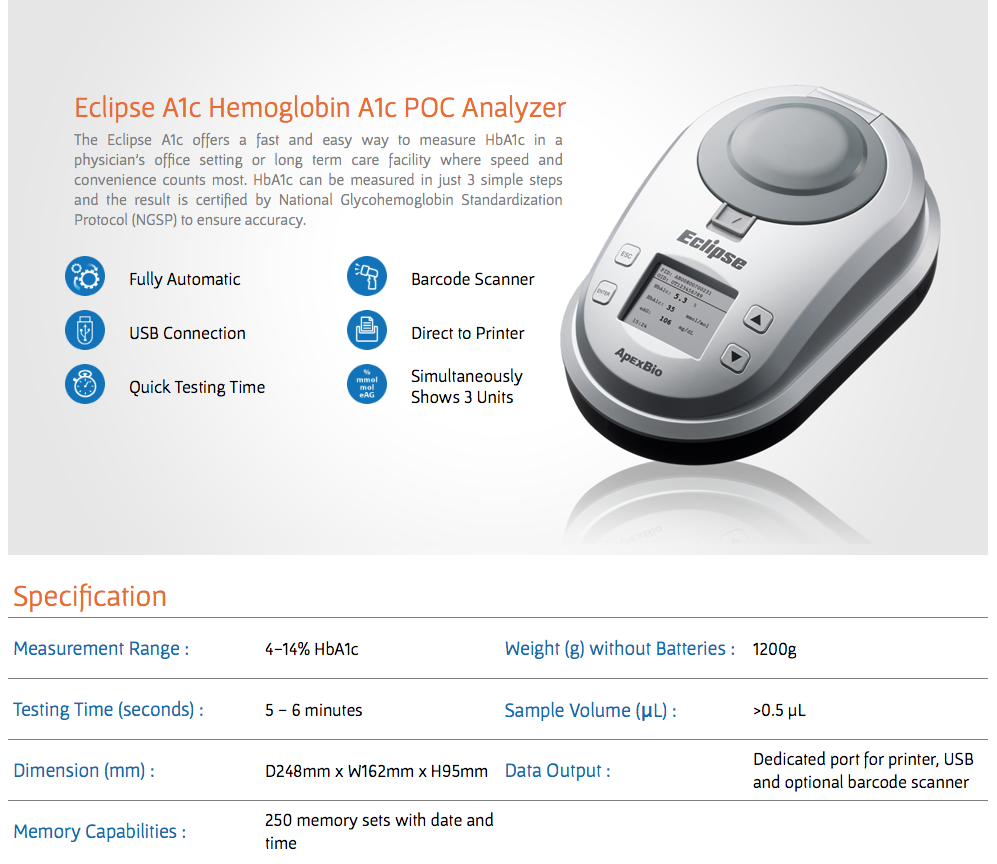 Eclipse A1c Hemoglobin A1c POC Analyzer
The Eclipse A1c offers a fast and easy way to measure HbA1c in a
physician's office setting or long term care facility where speed and
convenience counts most. HbA1c can be measured in just 3 simple steps
and the result is certified by National Glycohemoglobin Standardization
Protocol (NGSP) to ensure accuracy.
Fully Automatic
Barcode Scanner
USB Connection
Direct to Printer
Quick Testing Time
%
mmol
mol
eAG
Simultaneously
Shows 3 Units
Eclipse
ESC
ENTER
HbA1c: 5.3 %
HbA1c: 35 mmol/mol
eAG: 106 mg/dL
15:24
ApexBio
Specification
Measurement Range : 4–14% HbA1c Weight (g) without Batteries : 1200g
Testing Time (seconds) : 5 – 6 minutes Sample Volume (µL) : >0.5 µL
Dimension (mm) : D248mm x W162mm x H95mm Data Output : Dedicated port for printer, USB
and optional barcode scanner
Memory Capabilities : 250 memory sets with date and
time